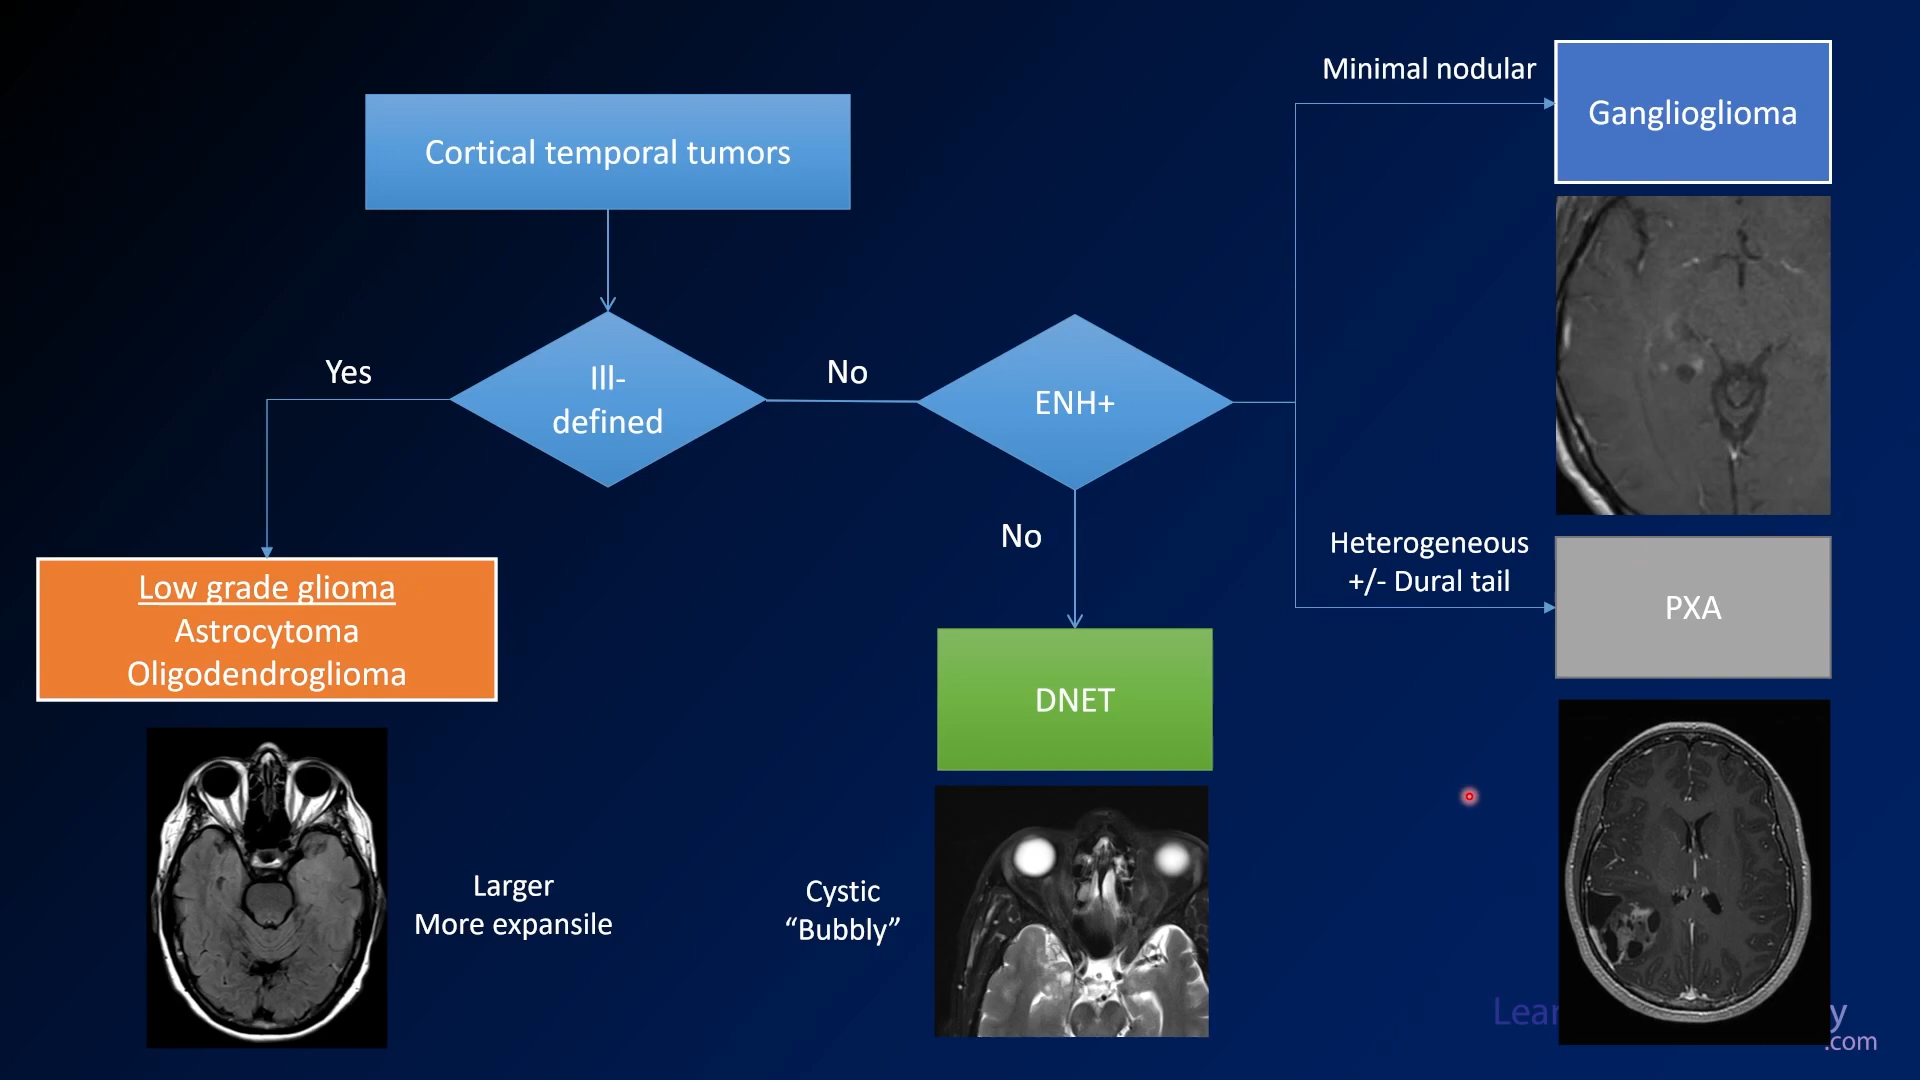 Minimal nodular
Ganglioglioma
Cortical temporal tumors
Yes
Ill-
defined
No
ENH+
No
Heterogeneous
+/- Dural tail
PXA
Low grade glioma
Astrocytoma
Oligodendroglioma
DNET
Larger
More expansile
Cystic
“Bubbly”
.com